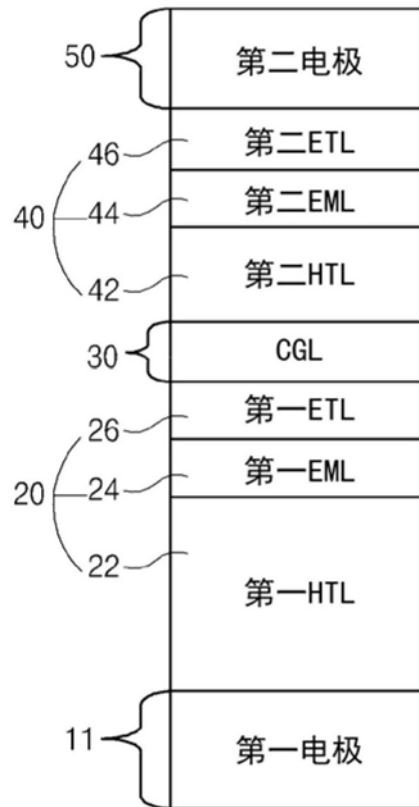 50 第二电极
46 第二ETL
40 44 第二EML
42 第二HTL
30 CGL
26 第一ETL
20 24 第一EML
22 第一HTL
11 第一电极